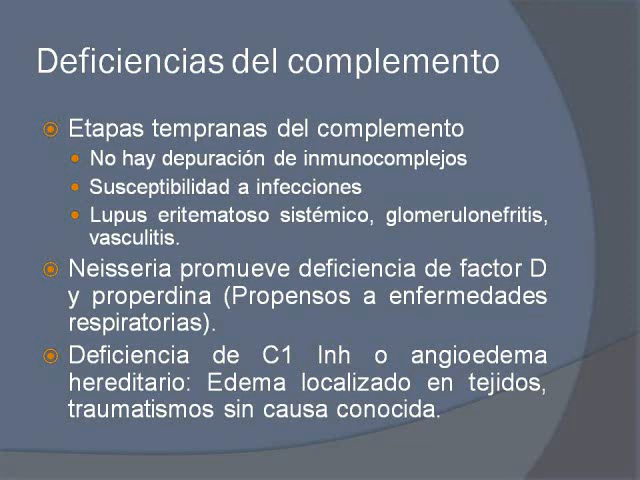 Deficiencias del complemento
Etapas tempranas del complemento
No hay depuración de inmunocomplejos
Susceptibilidad a infecciones
Lupus eritematoso sistémico, glomerulonefritis,
vasculitis.
Neisseria promueve deficiencia de factor D
y properdina (Propensos a enfermedades
respiratorias).
Deficiencia de C1 Inh o angioedema
hereditario: Edema localizado en tejidos,
traumatismos sin causa conocida.